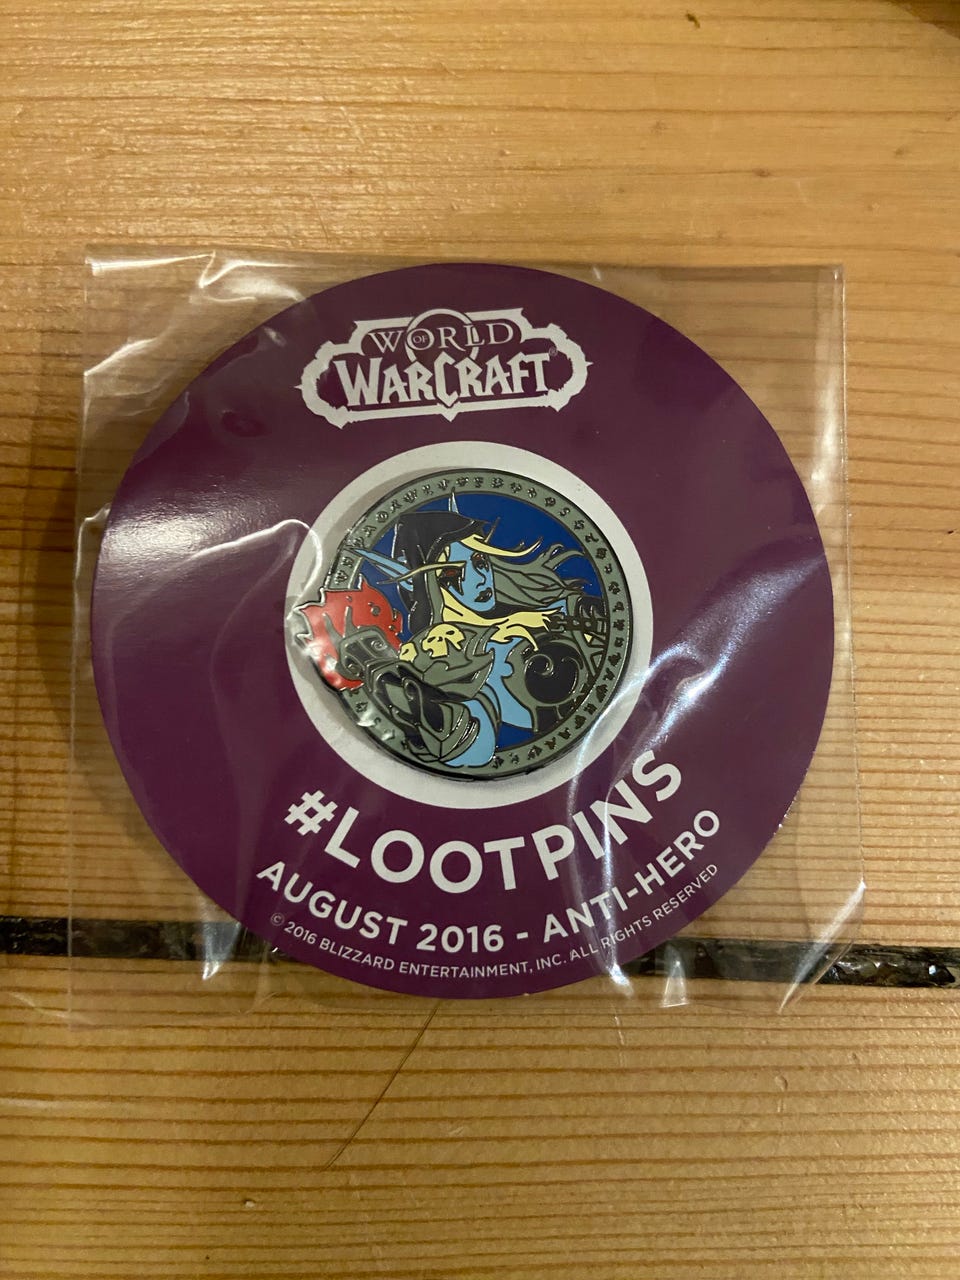 WORLD
OF
WARCRAFT®
#LOOTPINS
AUGUST 2016 - ANTI-HERO
© 2016 BLIZZARD ENTERTAINMENT, INC. ALL RIGHTS RESERVED